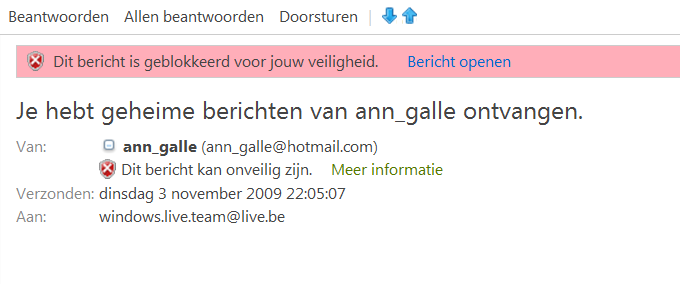 Beantwoorden Allen beantwoorden Doorsturen
Dit bericht is geblokkeerd voor jouw veiligheid. Bericht openen
Je hebt geheime berichten van ann_galle ontvangen.
Van: ann_galle (ann_galle@hotmail.com)
Dit bericht kan onveilig zijn. Meer informatie
Verzonden: dinsdag 3 november 2009 22:05:07
Aan: windows.live.team@live.be